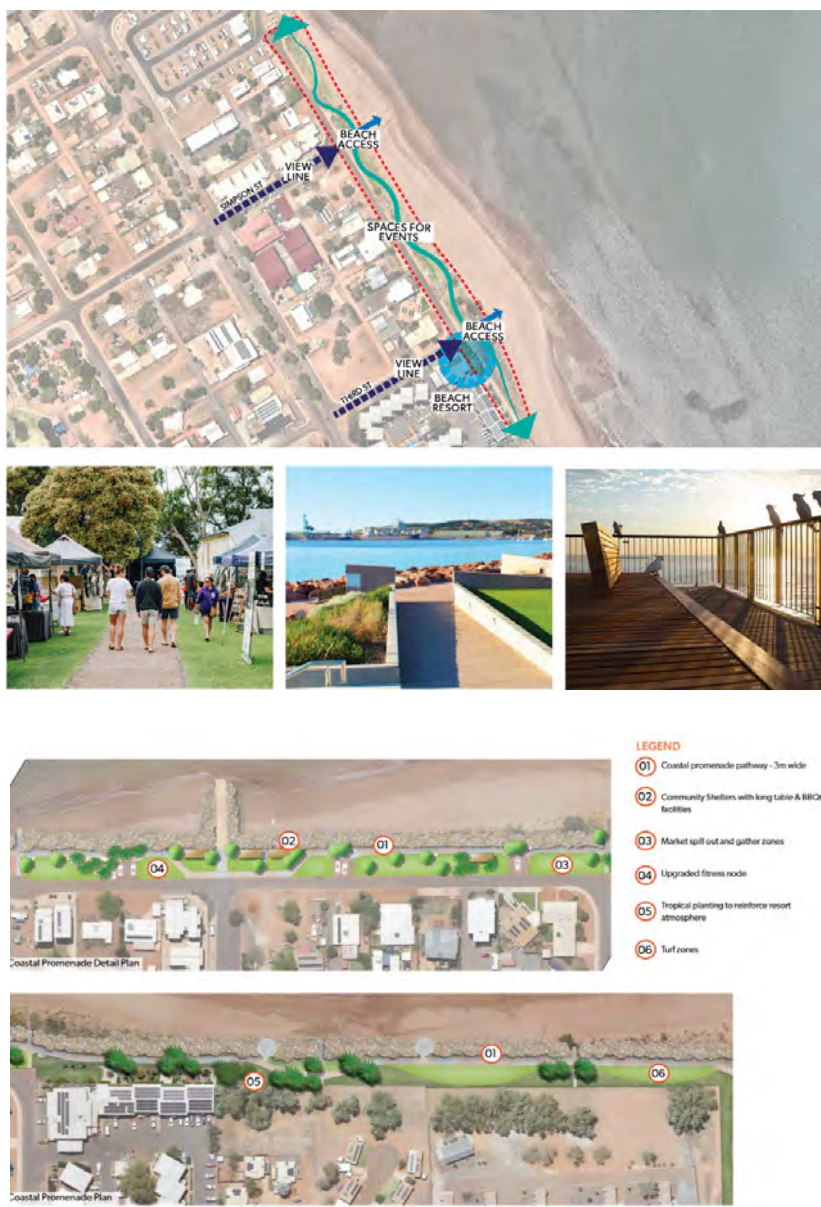 BEACH
ACCESS
VIEW
LINE
SIMPSON ST
SPACES FOR
EVENTS
BEACH
ACCESS
VIEW
LINE
THIRD ST
BEACH
RESORT
LEGEND
01 Coastal promenade pathway - 3m wide
02 Community Shelters with long table & BBQs
facilities
03 Market spill out and gather zones
04 Upgraded fitness node
05 Tropical planting to reinforce resort
atmosphere
06 Turf zones
02
01
04
03
Coastal Promenade Detail Plan
01
05
06
Coastal Promenade Plan